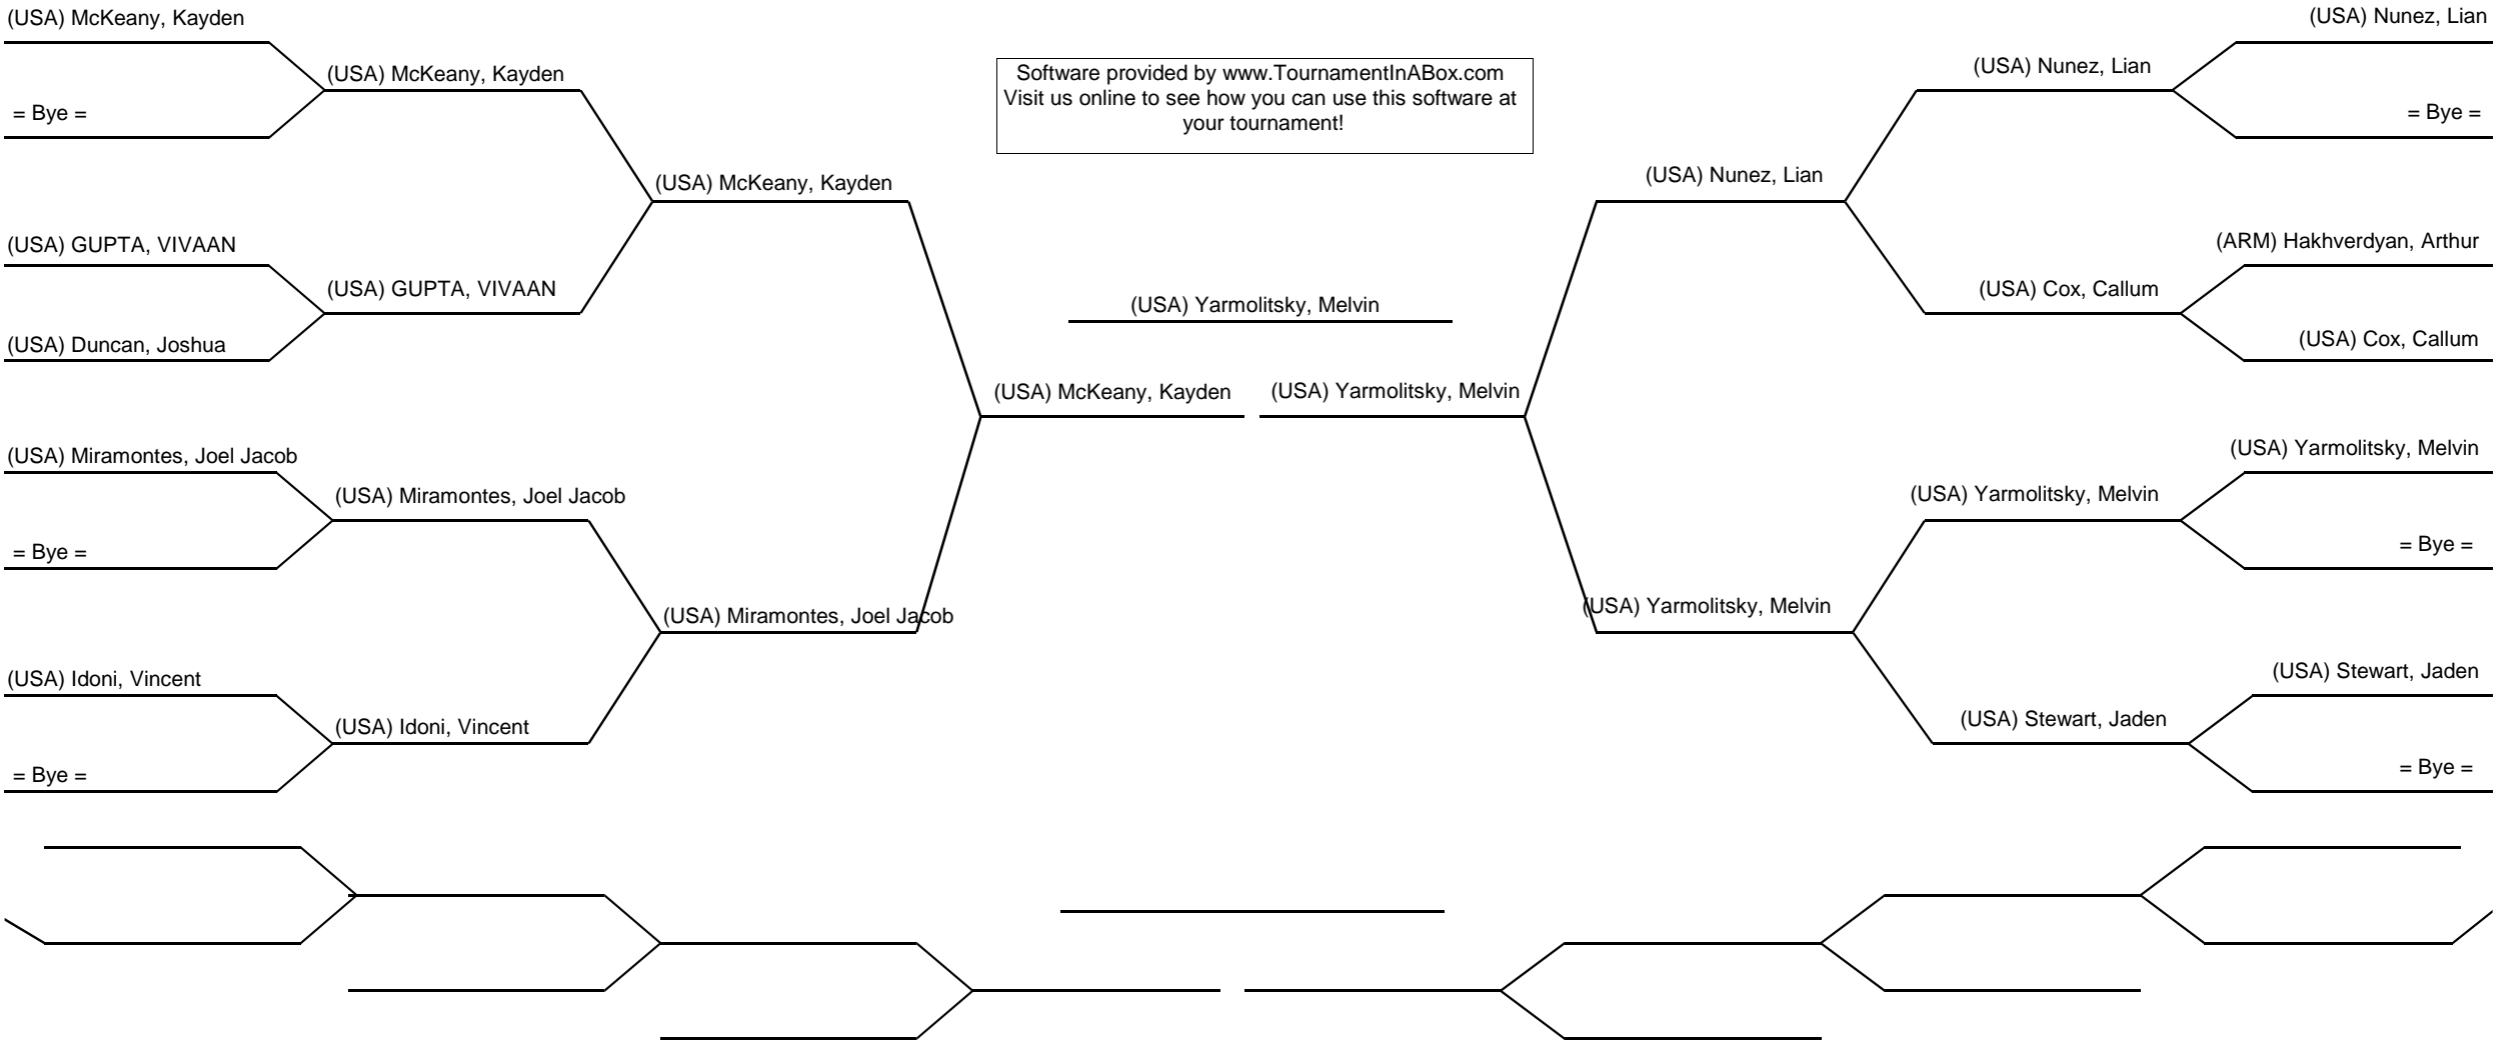 (USA) McKeany, Kayden
= Bye =
(USA) GUPTA, VIVAAN
(USA) Duncan, Joshua
(USA) Miramontes, Joel Jacob
= Bye =
(USA) Idoni, Vincent
= Bye =
(USA) McKeany, Kayden
(USA) GUPTA, VIVAAN
(USA) Miramontes, Joel Jacob
(USA) Idoni, Vincent
(USA) McKeany, Kayden
(USA) Miramontes, Joel Jacob
Software provided by www.TournamentInABox.com
Visit us online to see how you can use this software at
your tournament!
(USA) Yarmolitsky, Melvin
(USA) McKeany, Kayden
(USA) Yarmolitsky, Melvin
(USA) Nunez, Lian
(USA) Yarmolitsky, Melvin
(USA) Nunez, Lian
(USA) Cox, Callum
(USA) Yarmolitsky, Melvin
(USA) Stewart, Jaden
(USA) Nunez, Lian
= Bye =
(ARM) Hakhverdyan, Arthur
(USA) Cox, Callum
(USA) Yarmolitsky, Melvin
= Bye =
(USA) Stewart, Jaden
= Bye =